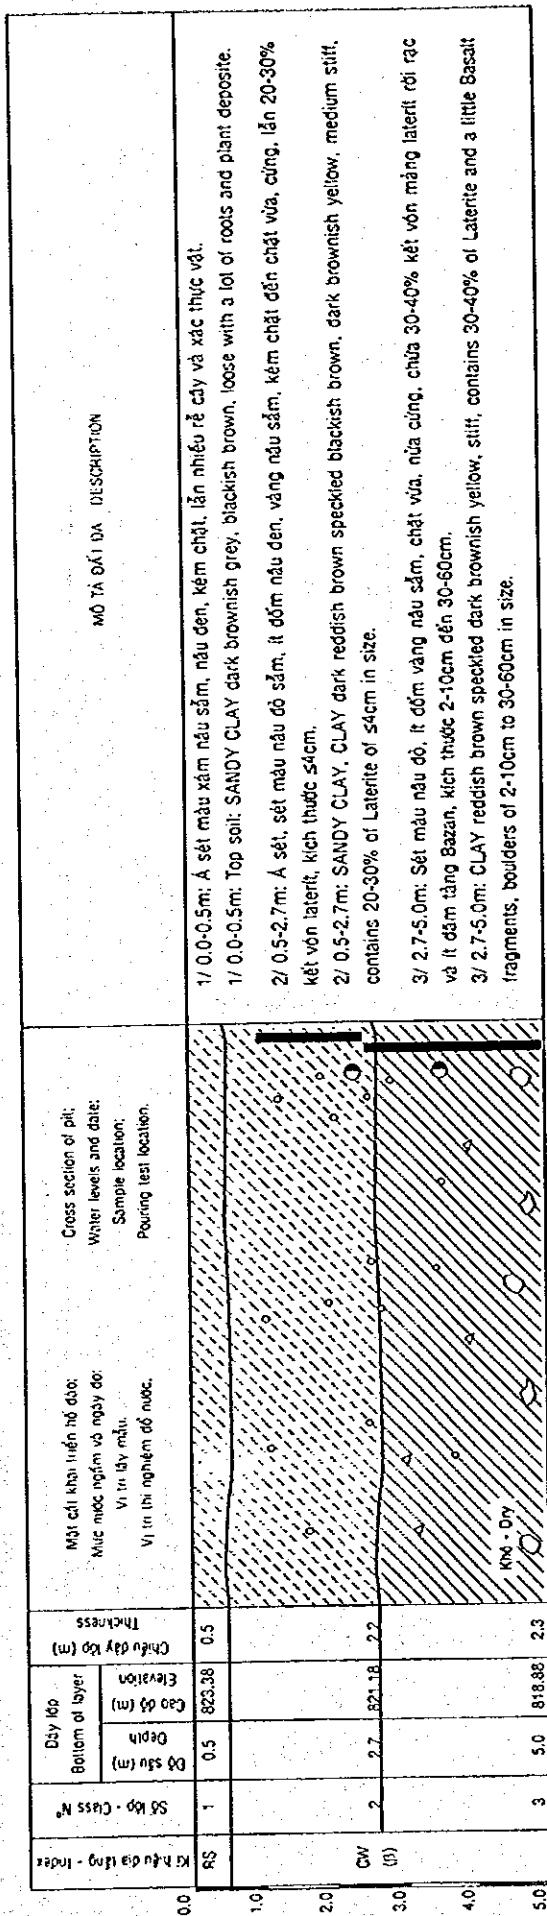 Kí hiệu địa tầng - Index
Số lớp - Class N°
Đáy lớp
Bottom of layer
Độ sâu (m)
Depth
Cao độ (m)
Elevation
Chiều dày lớp (m)
Thickness
Mặt cắt khai triển hố đào;
Mực nước ngầm và ngày đo;
Vị trí lấy mẫu.
Vị trí thí nghiệm đổ nước.
Cross section of pit;
Water levels and date;
Sample location;
Pouring test location.
MÔ TẢ ĐẤT ĐÁ DESCRIPTION
0.0
1.0
2.0
3.0
4.0
5.0
RS 1 0.5 823.38 0.5
CW 2 2.7 821.18 2.2
(β)
3 5.0 818.88 2.3
Khô - Dry
1/ 0.0-0.5m: Á sét màu xám nâu sẫm, nâu đen, kém chặt, lẫn nhiều rễ cây và xác thực vật.
1/ 0.0-0.5m: Top soil: SANDY CLAY dark brownish grey, blackish brown, loose with a lot of roots and plant deposite.
2/ 0.5-2.7m: Á sét, sét màu nâu đỏ sẫm, ít đốm nâu đen, vàng nâu sẫm, kém chặt đến chặt vừa, cứng, lẫn 20-30%
kết vón laterit, kích thước ≤4cm.
2/ 0.5-2.7m: SANDY CLAY, CLAY dark reddish brown speckled blackish brown, dark brownish yellow, medium stiff,
contains 20-30% of Laterite of ≤4cm in size.
3/ 2.7-5.0m: Sét màu nâu đỏ, ít đốm vàng nâu sẫm, chặt vừa, nửa cứng, chứa 30-40% kết vón mảng laterit rời rạc
và ít dăm tảng Bazan, kích thước 2-10cm đến 30-60cm.
3/ 2.7-5.0m: CLAY reddish brown speckled dark brownish yellow, stiff, contains 30-40% of Laterite and a little Basalt
fragments, boulders of 2-10cm to 30-60cm in size.